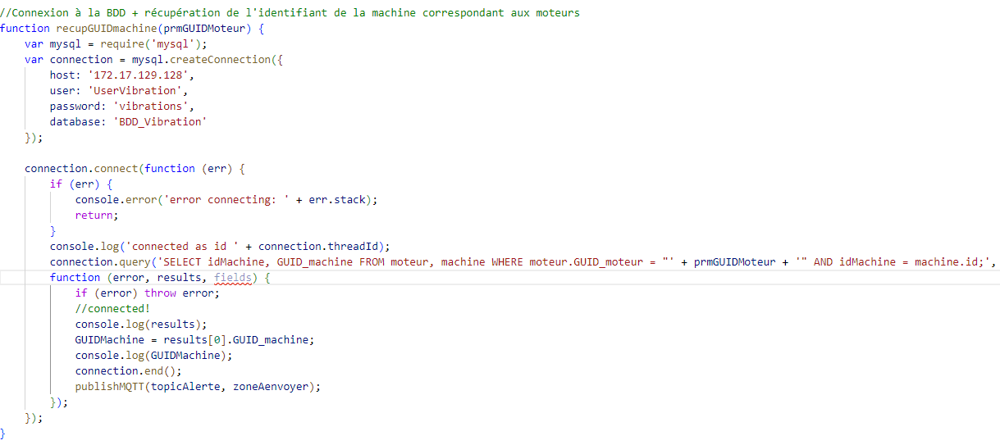 //Connexion à la BDD + récupération de l'identifiant de la machine correspondant aux moteurs
function recupGUIDmachine(prmGUIDMoteur) {
    var mysql = require('mysql');
    var connection = mysql.createConnection({
        host: '172.17.129.128',
        user: 'UserVibration',
        password: 'vibrations',
        database: 'BDD_Vibration'
    });

    connection.connect(function (err) {
        if (err) {
            console.error('error connecting: ' + err.stack);
            return;
        }
        console.log('connected as id ' + connection.threadId);
        connection.query('SELECT idMachine, GUID_machine FROM moteur, machine WHERE moteur.GUID_moteur = "' + prmGUIDMoteur + '" AND idMachine = machine.id;',
        function (error, results, fields) {
            if (error) throw error;
            //connected!
            console.log(results);
            GUIDMachine = results[0].GUID_machine;
            console.log(GUIDMachine);
            connection.end();
            publishMQTT(topicAlerte, zoneAenvoyer);
        });
    });
}